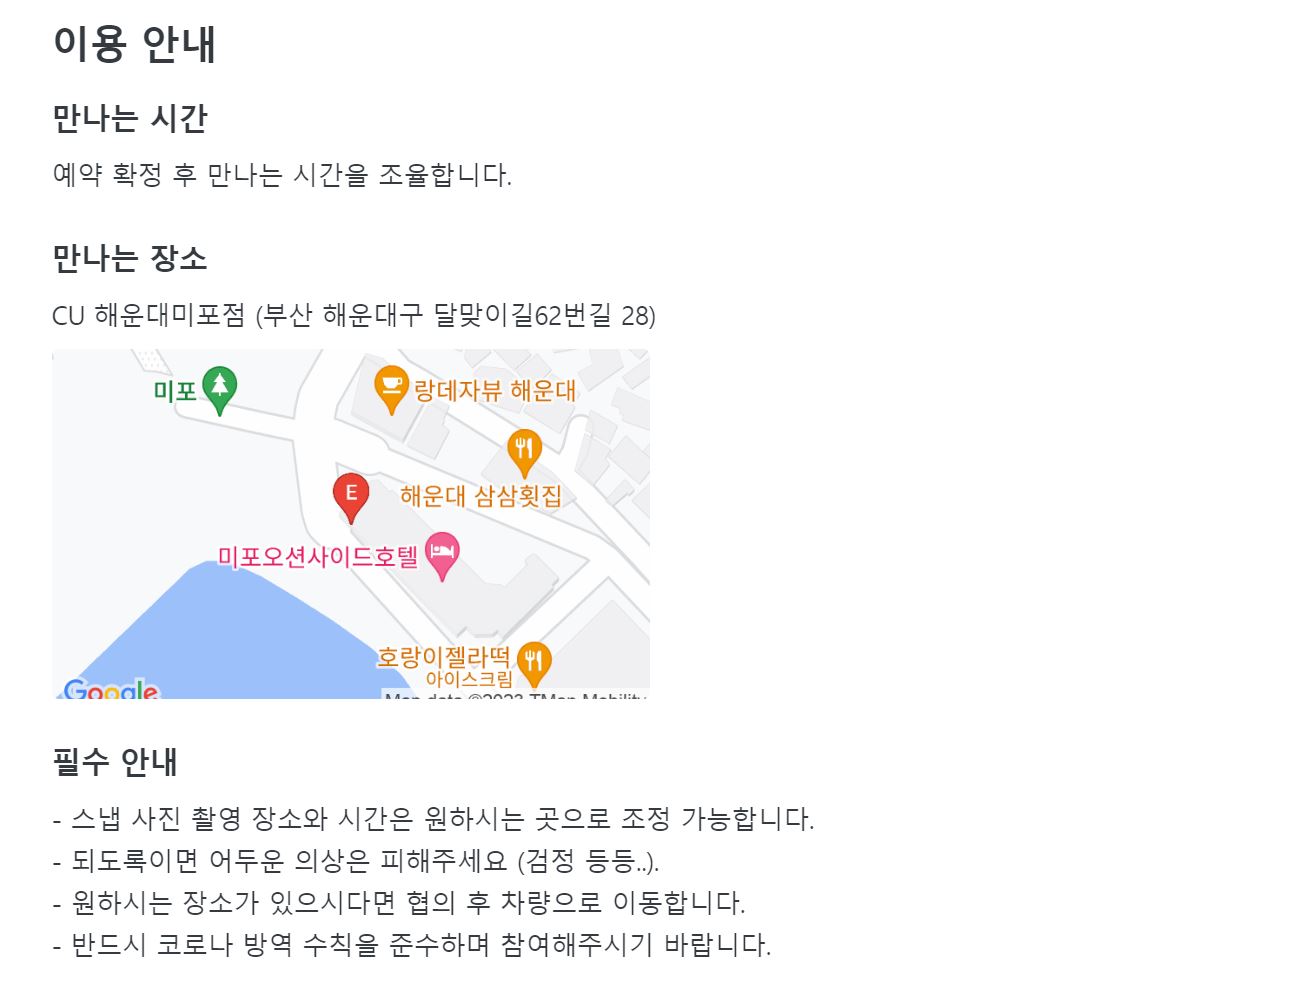 이용 안내
만나는 시간
예약 확정 후 만나는 시간을 조율합니다.
만나는 장소
CU 해운대미포점 (부산 해운대구 달맞이길62번길 28)
미포
랑데자뷰 해운대
해운대 삼삼횟집
E
미포오션사이드호텔
호랑이젤라떡
아이스크림
Google
Map data ©2023 TMap Mobility
필수 안내
- 스냅 사진 촬영 장소와 시간은 원하시는 곳으로 조정 가능합니다.
- 되도록이면 어두운 의상은 피해주세요 (검정 등등..).
- 원하시는 장소가 있으시다면 협의 후 차량으로 이동합니다.
- 반드시 코로나 방역 수칙을 준수하며 참여해주시기 바랍니다.